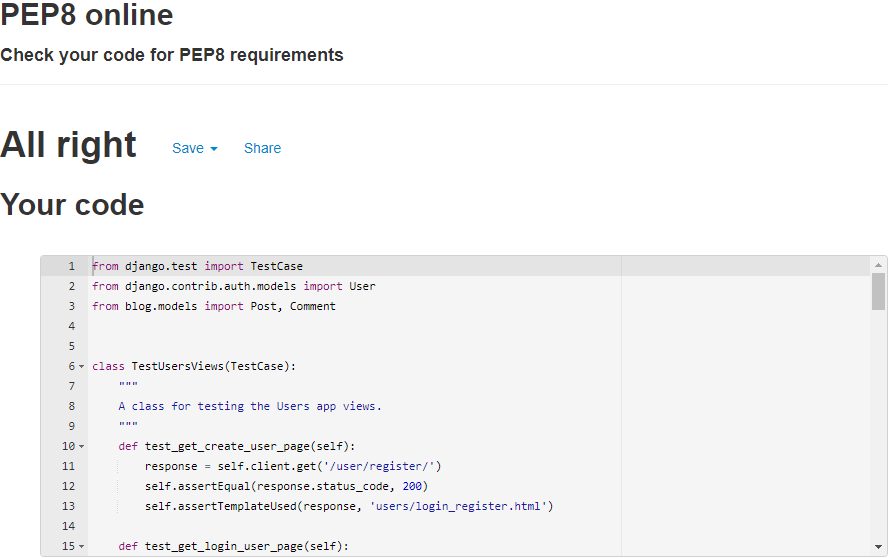 PEP8 online
Check your code for PEP8 requirements
All right Save Share
Your code
1 from django.test import TestCase
2 from django.contrib.auth.models import User
3 from blog.models import Post, Comment
4
5
6 class TestUsersViews(TestCase):
7 """
8 A class for testing the Users app views.
9 """
10 def test_get_create_user_page(self):
11 response = self.client.get('/user/register/')
12 self.assertEqual(response.status_code, 200)
13 self.assertTemplateUsed(response, 'users/login_register.html')
14
15 def test_get_login_user_page(self):